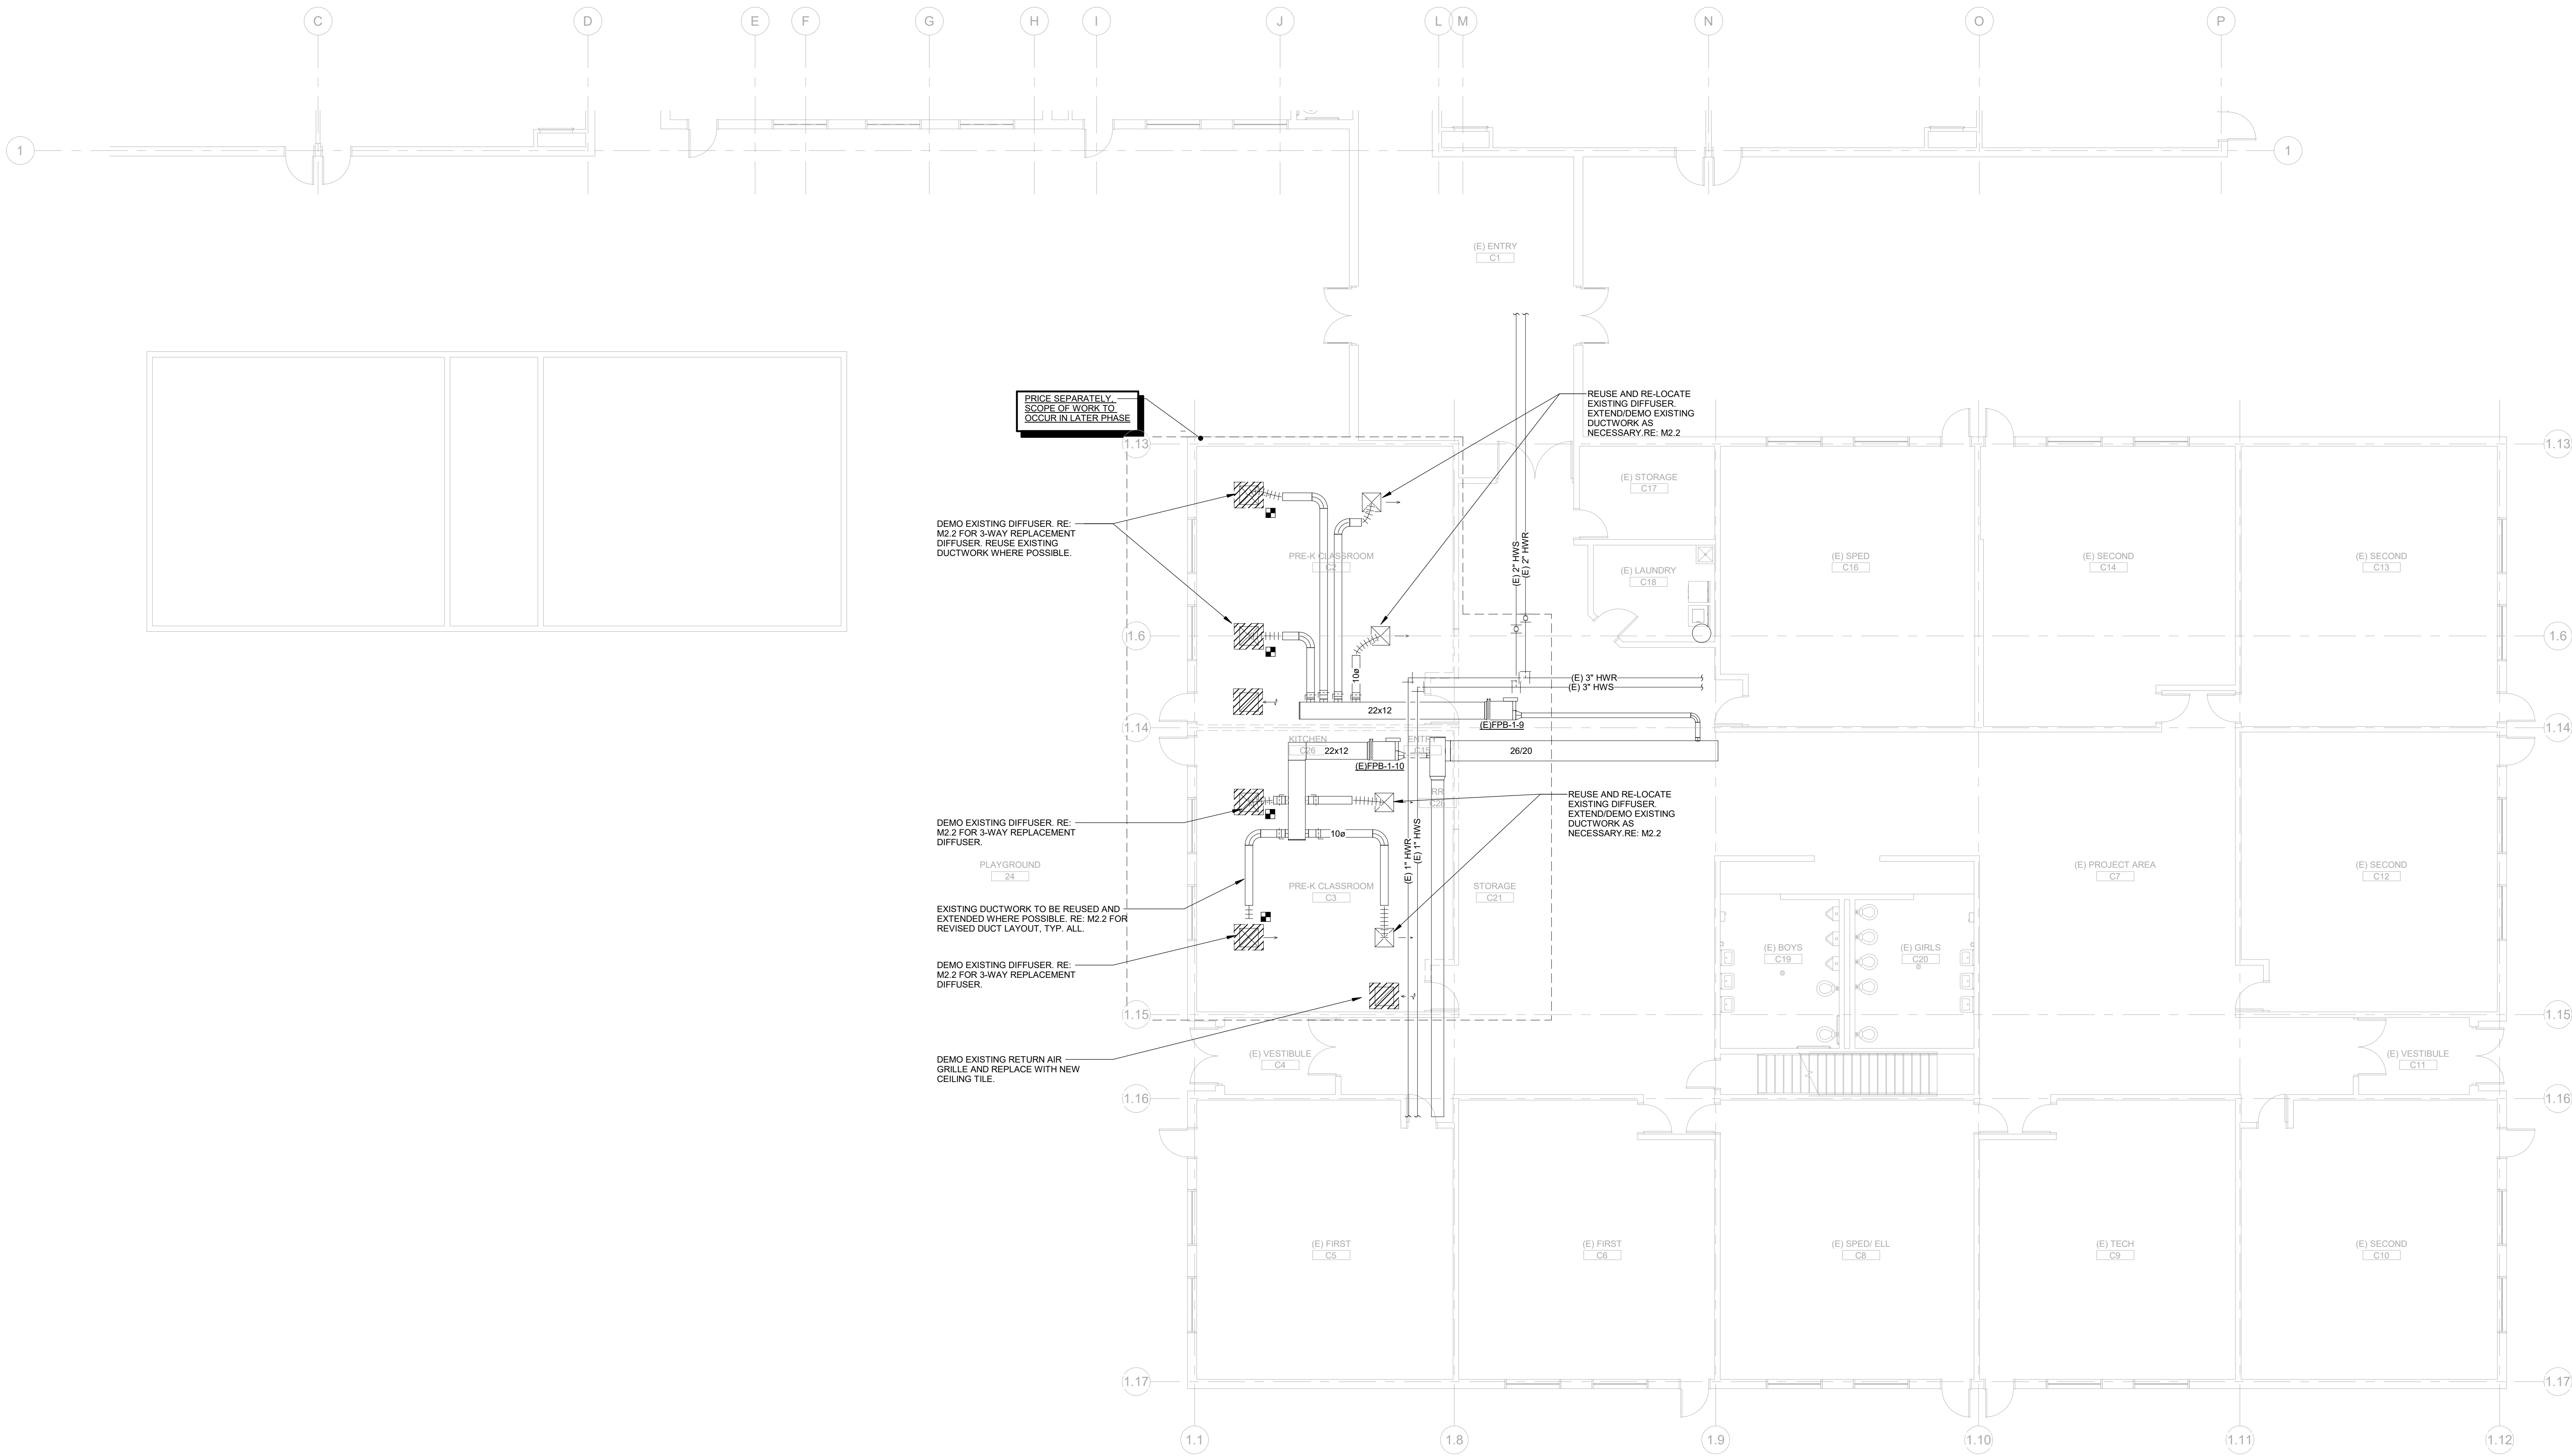 C
D
E
F
G
H
I
J
L
M
N
O
P
1
1
(E) ENTRY
C1
PRICE SEPARATELY,
SCOPE OF WORK TO
OCCUR IN LATER PHASE
REUSE AND RE-LOCATE
EXISTING DIFFUSER.
EXTEND/DEMO EXISTING
DUCTWORK AS
NECESSARY.RE: M2.2
1.13
1.13
(E) STORAGE
C17
DEMO EXISTING DIFFUSER. RE:
M2.2 FOR 3-WAY REPLACEMENT
DIFFUSER. REUSE EXISTING
DUCTWORK WHERE POSSIBLE.
PRE-K CLASSROOM
C2
(E) 2" HWS
(E) 2" HWR
(E) LAUNDRY
C18
(E) SPED
C16
(E) SECOND
C14
(E) SECOND
C13
1.6
1.6
10ø
(E) 3" HWR
(E) 3" HWS
22x12
(E)FPB-1-9
1.14
1.14
KITCHEN
C26
22x12
ENTRY
C15
26/20
(E)FPB-1-10
RR
REUSE AND RE-LOCATE
EXISTING DIFFUSER.
EXTEND/DEMO EXISTING
DUCTWORK AS
NECESSARY.RE: M2.2
DEMO EXISTING DIFFUSER. RE:
M2.2 FOR 3-WAY REPLACEMENT
DIFFUSER.
10ø
(E) 1" HWR
(E) 1" HWS
PLAYGROUND
24
PRE-K CLASSROOM
C3
STORAGE
C21
(E) PROJECT AREA
C7
(E) SECOND
C12
EXISTING DUCTWORK TO BE REUSED AND
EXTENDED WHERE POSSIBLE. RE: M2.2 FOR
REVISED DUCT LAYOUT, TYP. ALL.
(E) BOYS
C19
(E) GIRLS
C20
DEMO EXISTING DIFFUSER. RE:
M2.2 FOR 3-WAY REPLACEMENT
DIFFUSER.
1.15
1.15
DEMO EXISTING RETURN AIR
GRILLE AND REPLACE WITH NEW
CEILING TILE.
(E) VESTIBULE
C4
(E) VESTIBULE
C11
1.16
1.16
(E) FIRST
C5
(E) FIRST
C6
(E) SPED/ ELL
C8
(E) TECH
C9
(E) SECOND
C10
1.17
1.17
1.1
1.8
1.9
1.10
1.11
1.12